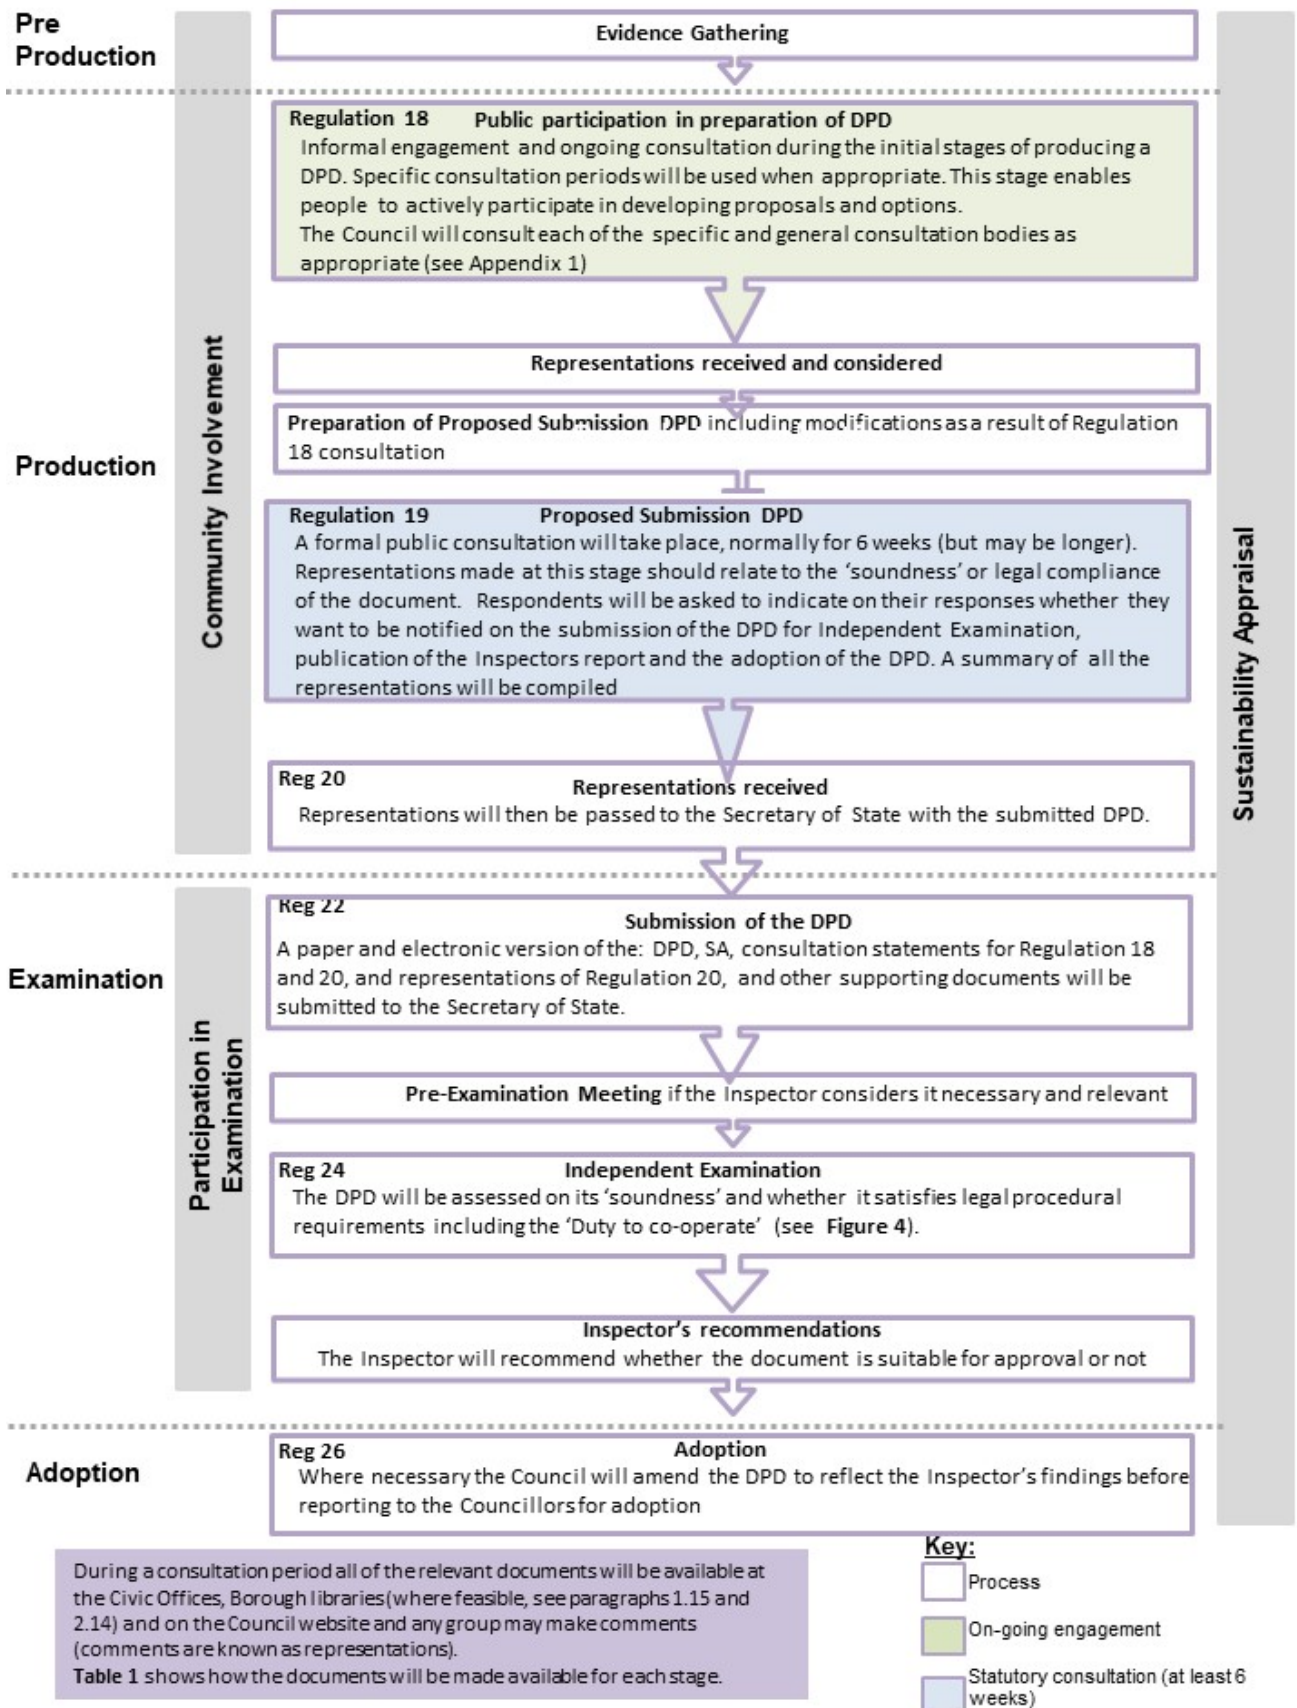 Pre
Production
Evidence Gathering
Regulation 18 Public participation in preparation of DPD
Informal engagement and ongoing consultation during the initial stages of producing a
DPD. Specific consultation periods will be used when appropriate. This stage enables
people to actively participate in developing proposals and options.
The Council will consult each of the specific and general consultation bodies as
appropriate (see Appendix 1)
Community Involvement
Representations received and considered
Preparation of Proposed Submission DPD including modifications as a result of Regulation
18 consultation
Production
Regulation 19 Proposed Submission DPD
A formal public consultation will take place, normally for 6 weeks (but may be longer).
Representations made at this stage should relate to the ‘soundness’ or legal compliance
of the document. Respondents will be asked to indicate on their responses whether they
want to be notified on the submission of the DPD for Independent Examination,
publication of the Inspectors report and the adoption of the DPD. A summary of all the
representations will be compiled
Sustainability Appraisal
Reg 20 Representations received
Representations will then be passed to the Secretary of State with the submitted DPD.
Reg 22
Submission of the DPD
A paper and electronic version of the: DPD, SA, consultation statements for Regulation 18
and 20, and representations of Regulation 20, and other supporting documents will be
submitted to the Secretary of State.
Examination
Participation in
Examination
Pre-Examination Meeting if the Inspector considers it necessary and relevant
Reg 24 Independent Examination
The DPD will be assessed on its ‘soundness’ and whether it satisfies legal procedural
requirements including the ‘Duty to co-operate’ (see Figure 4).
Inspector’s recommendations
The Inspector will recommend whether the document is suitable for approval or not
Adoption
Reg 26 Adoption
Where necessary the Council will amend the DPD to reflect the Inspector’s findings before
reporting to the Councillors for adoption
During a consultation period all of the relevant documents will be available at
the Civic Offices, Borough libraries (where feasible, see paragraphs 1.15 and
2.14) and on the Council website and any group may make comments
(comments are known as representations).
Table 1 shows how the documents will be made available for each stage.
Key:
Process
On-going engagement
Statutory consultation (at least 6
weeks)